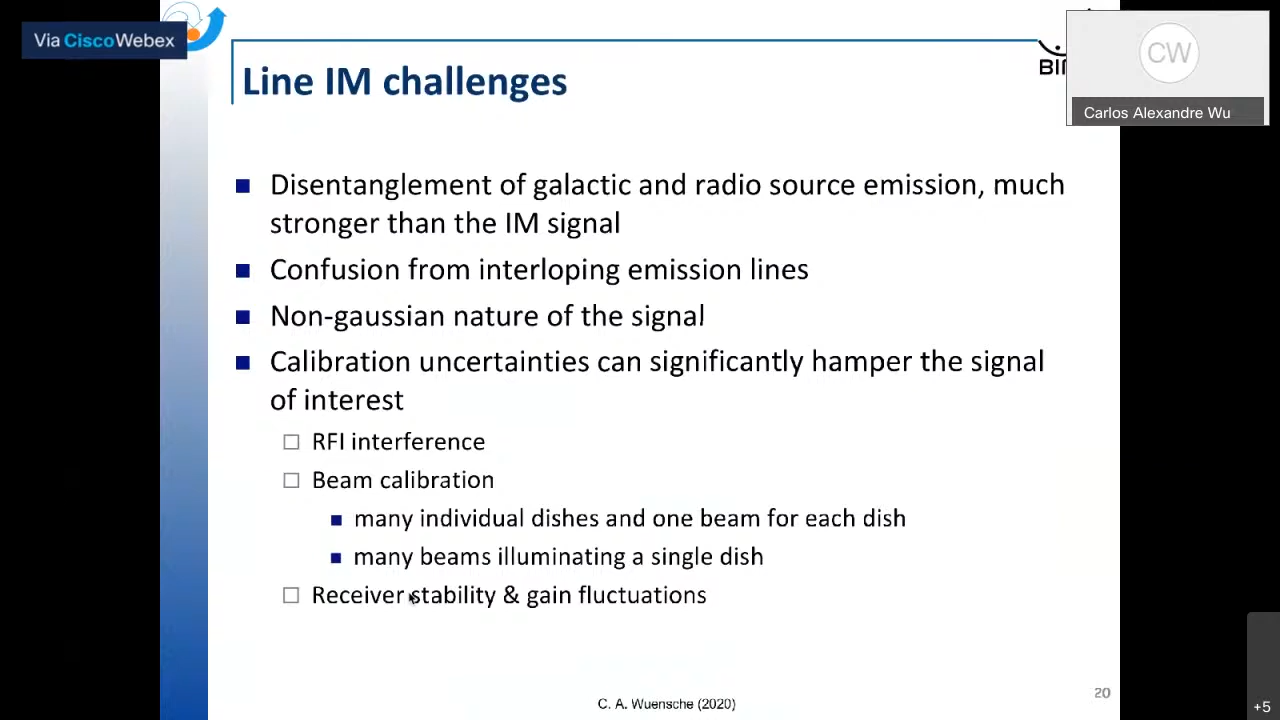 Via CiscoWebex
Line IM challenges
CW
Carlos Alexandre Wu
Disentanglement of galactic and radio source emission, much
stronger than the IM signal
Confusion from interloping emission lines
Non-gaussian nature of the signal
Calibration uncertainties can significantly hamper the signal
of interest
RFI interference
Beam calibration
many individual dishes and one beam for each dish
many beams illuminating a single dish
Receiver stability & gain fluctuations
C. A. Wuensche (2020)
20
+5